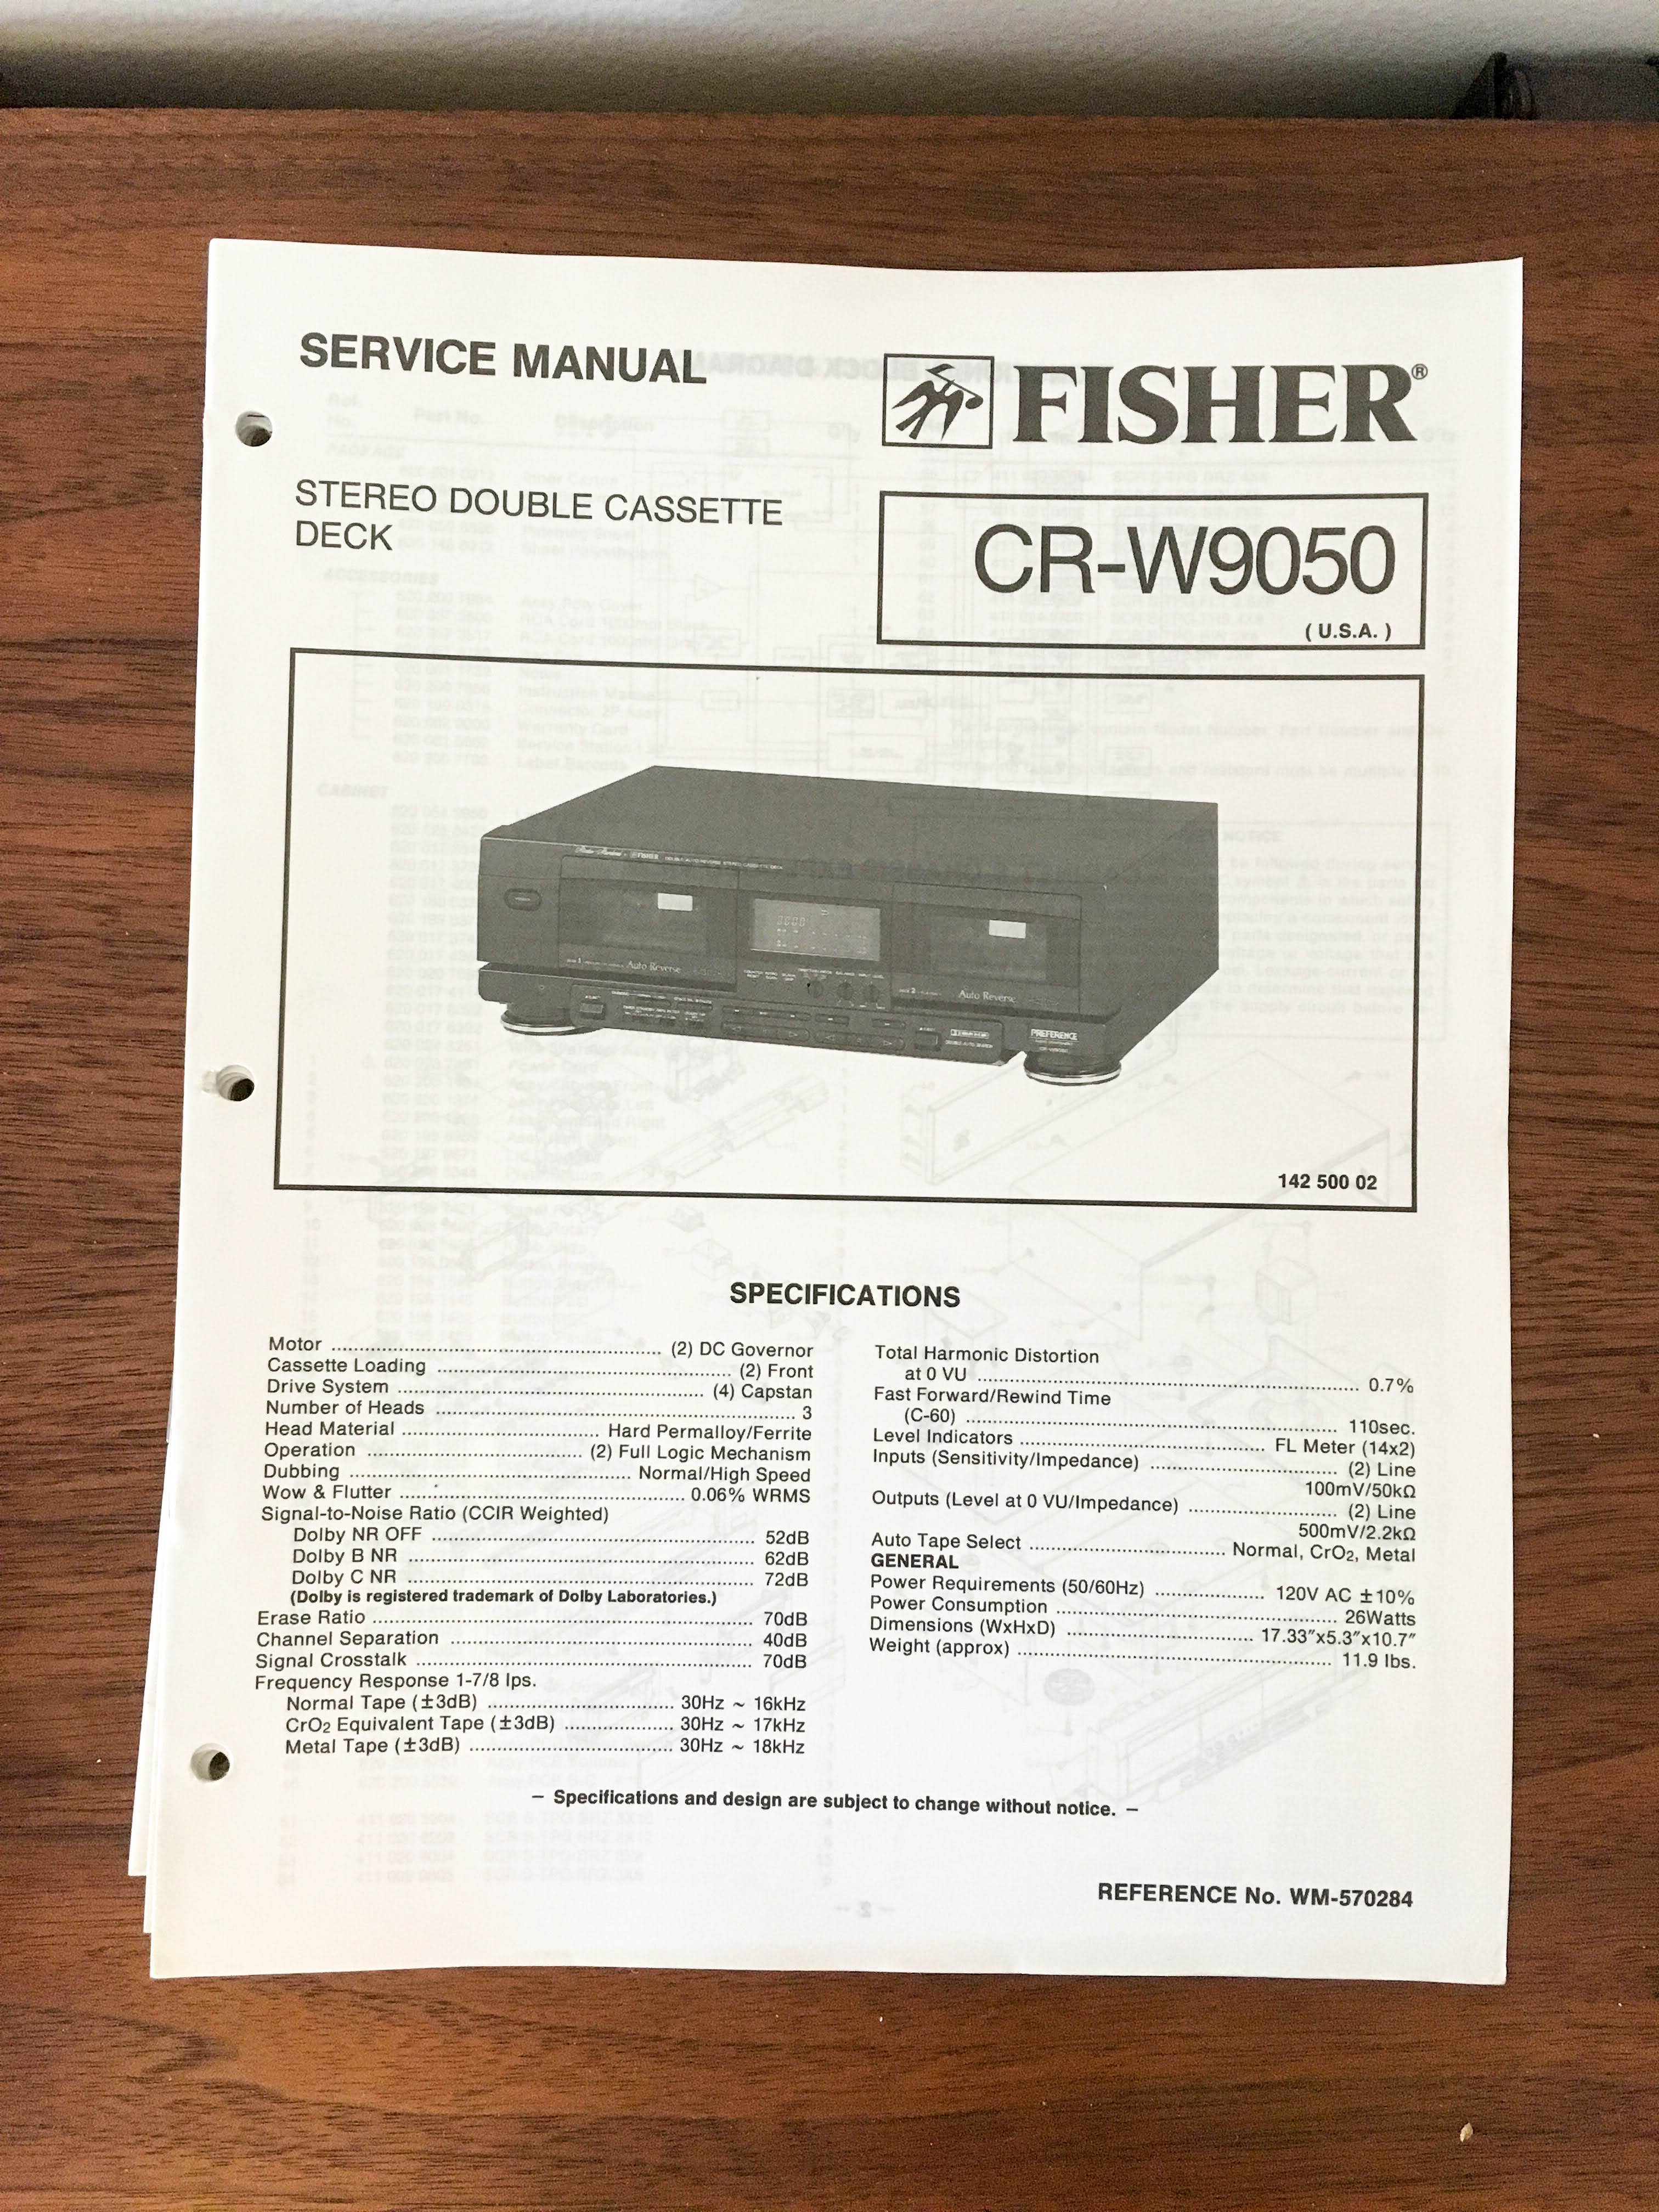 SERVICE MANUAL
FISHER®
STEREO DOUBLE CASSETTE
DECK
CR-W9050
( U.S.A. )
FISHER
Auto Reverse
Auto Reverse
PREFERENCE
142 500 02
SPECIFICATIONS
Motor ................ (2) DC Governor
Cassette Loading ................ (2) Front
Drive System ................ (4) Capstan
Number of Heads ................ 3
Head Material ................ Hard Permalloy/Ferrite
Operation ................ (2) Full Logic Mechanism
Dubbing ................ Normal/High Speed
Wow & Flutter ................ 0.06% WRMS
Signal-to-Noise Ratio (CCIR Weighted)
Dolby NR OFF ................ 52dB
Dolby B NR ................ 62dB
Dolby C NR ................ 72dB
(Dolby is registered trademark of Dolby Laboratories.)
Erase Ratio ................ 70dB
Channel Separation ................ 40dB
Signal Crosstalk ................ 70dB
Frequency Response 1-7/8 Ips.
Normal Tape (±3dB) ................ 30Hz ~ 16kHz
CrO2 Equivalent Tape (±3dB) ................ 30Hz ~ 17kHz
Metal Tape (±3dB) ................ 30Hz ~ 18kHz
Total Harmonic Distortion
at 0 VU ................ 0.7%
Fast Forward/Rewind Time
(C-60) ................ 110sec.
Level Indicators ................ FL Meter (14x2)
Inputs (Sensitivity/Impedance) ................ (2) Line
100mV/50kΩ
Outputs (Level at 0 VU/Impedance) ................ (2) Line
500mV/2.2kΩ
Auto Tape Select ................ Normal, CrO2, Metal
GENERAL
Power Requirements (50/60Hz) ................ 120V AC ±10%
Power Consumption ................ 26Watts
Dimensions (WxHxD) ................ 17.33″x5.3″x10.7″
Weight (approx) ................ 11.9 lbs.
– Specifications and design are subject to change without notice. –
REFERENCE No. WM-570284